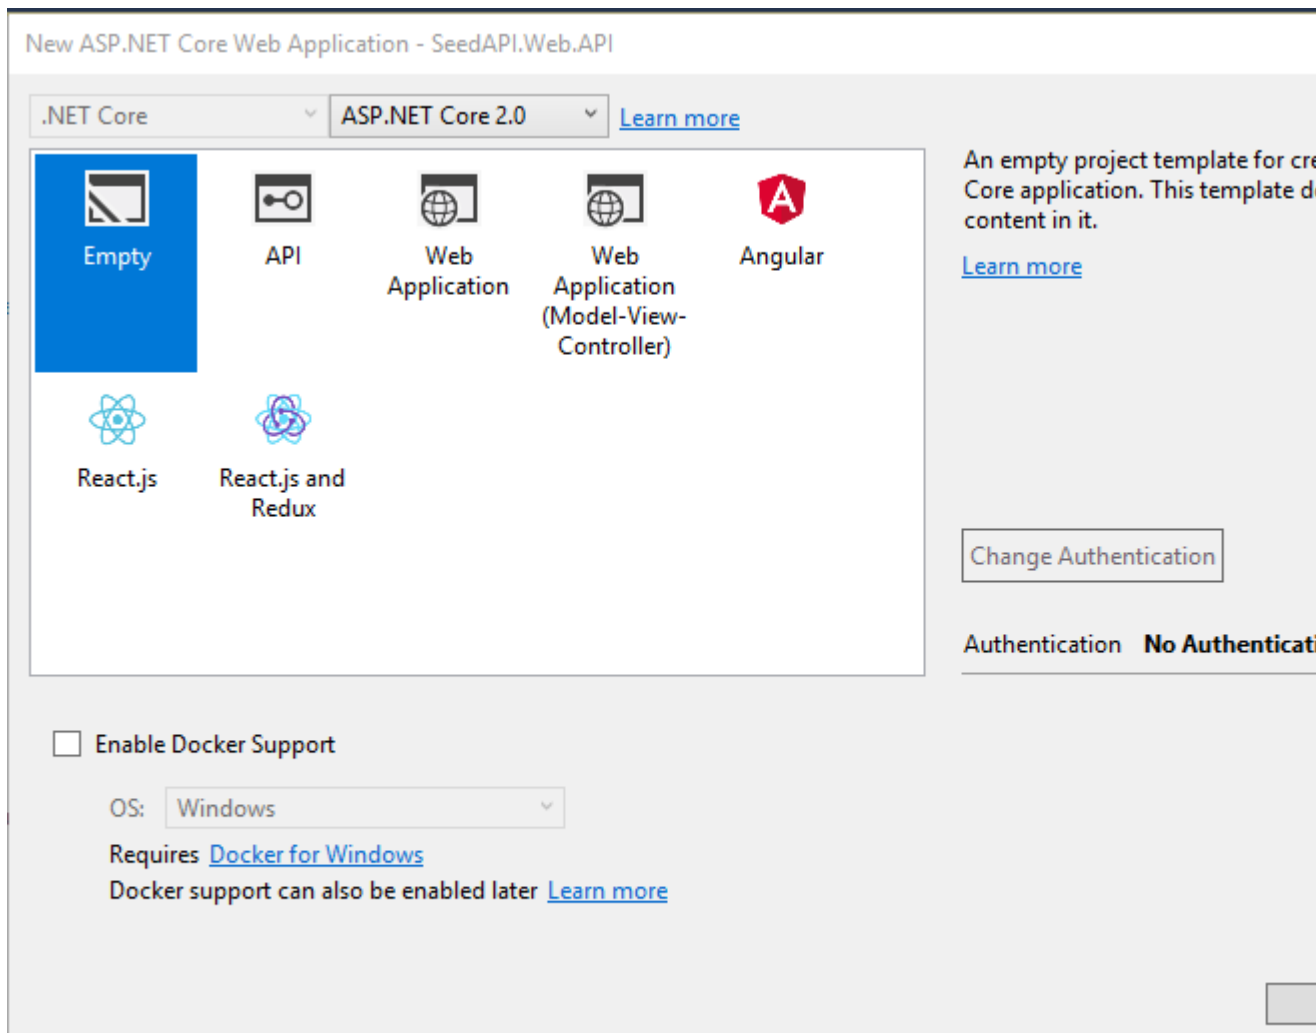 New ASP.NET Core Web Application - SeedAPI.Web.API
.NET Core
ASP.NET Core 2.0
Learn more
Empty
API
Web
Application
Web
Application
(Model-View-
Controller)
Angular
React.js
React.js and
Redux
An empty project template for
Core application. This template
content in it.
Learn more
Change Authentication
Authentication No
Enable Docker Support
OS: Windows
Requires Docker for Windows
Docker support can also be enabled later Learn more